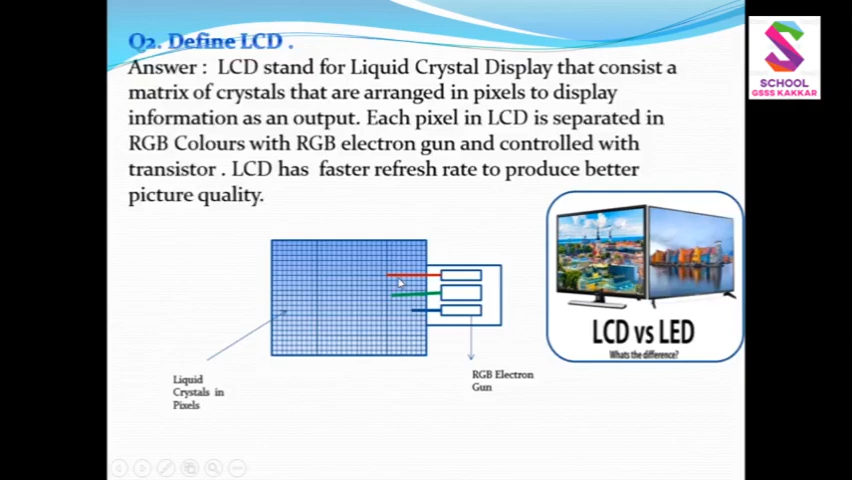 Q2. Define LCD .
Answer : LCD stand for Liquid Crystal Display that consist a
matrix of crystals that are arranged in pixels to display
information as an output. Each pixel in LCD is separated in
RGB Colours with RGB electron gun and controlled with
transistor . LCD has faster refresh rate to produce better
picture quality.
SCHOOL
GSSS KAKKAR
LCD vs LED
Whats the difference?
Liquid
Crystals in
Pixels
RGB Electron
Gun